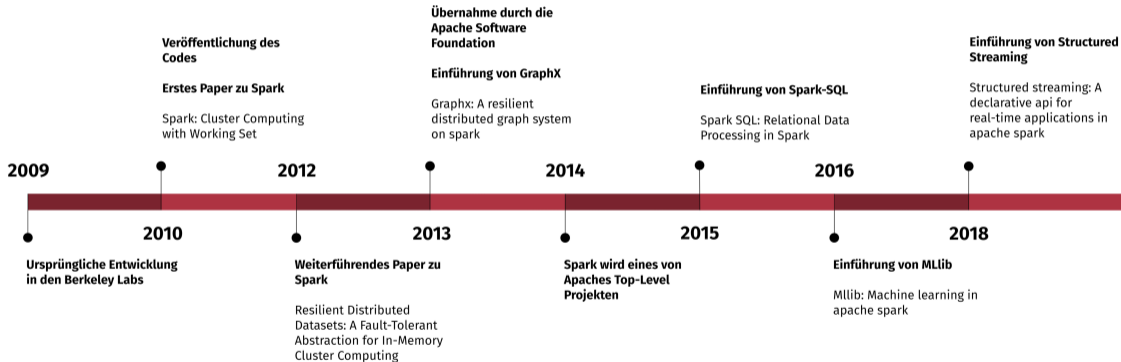 2009
Ursprüngliche Entwicklung
in den Berkeley Labs
Veröffentlichung des
Codes
Erstes Paper zu Spark
Spark: Cluster Computing
with Working Set
2010
2012
Weiterführendes Paper zu
Spark
Resilient Distributed
Datasets: A Fault-Tolerant
Abstraction for In-Memory
Cluster Computing
Übernahme durch die
Apache Software
Foundation
Einführung von GraphX
Graphx: A resilient
distributed graph system
on spark
2013
2014
Spark wird eines von
Apaches Top-Level
Projekten
Einführung von Spark-SQL
Spark SQL: Relational Data
Processing in Spark
2015
2016
Einführung von MLlib
Mllib: Machine learning in
apache spark
Einführung von Structured
Streaming
Structured streaming: A
declarative api for
real-time applications in
apache spark
2018